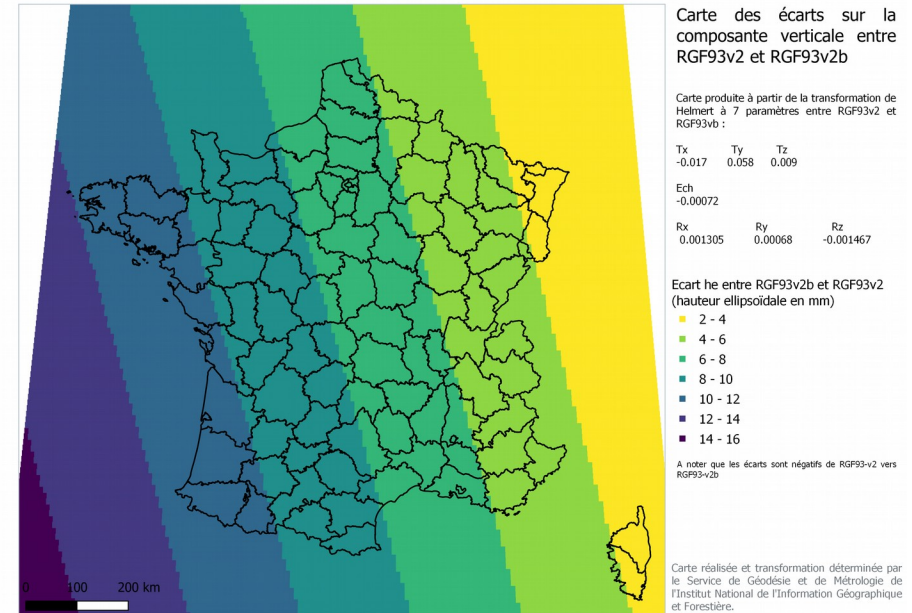 Carte des écarts sur la
composante verticale entre
RGF93v2 et RGF93v2b
Carte produite à partir de la transformation de
Helmert à 7 paramètres entre RGF93v2 et
RGF93vb :
Tx Ty Tz
-0.017 0.058 0.009
Ech
-0.00072
Rx Ry Rz
0.001305 0.00068 -0.001467
Ecart he entre RGF93v2b et RGF93v2
(hauteur ellipsoïdale en mm)
2 - 4
4 - 6
6 - 8
8 - 10
10 - 12
12 - 14
14 - 16
A noter que les écarts sont négatifs de RGF93-v2 vers
RGF93-v2b
0 100 200 km
Carte réalisée et transformation déterminée par
le Service de Géodésie et de Métrologie de
l'Institut National de l'Information Géographique
et Forestière.